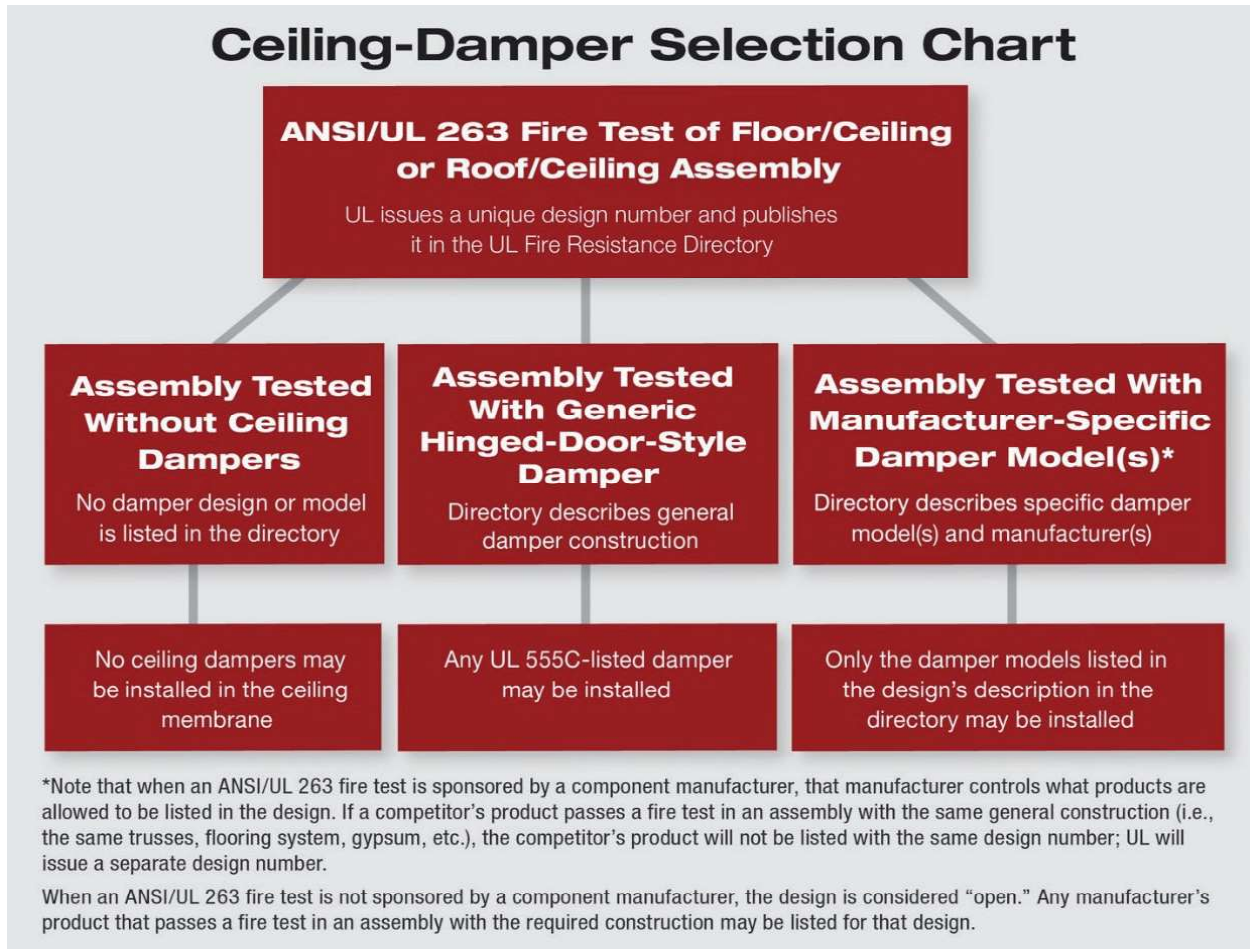 Ceiling-Damper Selection Chart
ANSI/UL 263 Fire Test of Floor/Ceiling
or Roof/Ceiling Assembly
UL issues a unique design number and publishes
it in the UL Fire Resistance Directory
Assembly Tested
Without Ceiling
Dampers
No damper design or model
is listed in the directory
Assembly Tested
With Generic
Hinged-Door-Style
Damper
Directory describes general
damper construction
Assembly Tested With
Manufacturer-Specific
Damper Model(s)*
Directory describes specific damper
model(s) and manufacturer(s)
No ceiling dampers may
be installed in the ceiling
membrane
Any UL 555C-listed damper
may be installed
Only the damper models listed in
the design’s description in the
directory may be installed
*Note that when an ANSI/UL 263 fire test is sponsored by a component manufacturer, that manufacturer controls what products are
allowed to be listed in the design. If a competitor’s product passes a fire test in an assembly with the same general construction (i.e.,
the same trusses, flooring system, gypsum, etc.), the competitor’s product will not be listed with the same design number; UL will
issue a separate design number.
When an ANSI/UL 263 fire test is not sponsored by a component manufacturer, the design is considered “open.” Any manufacturer’s
product that passes a fire test in an assembly with the required construction may be listed for that design.